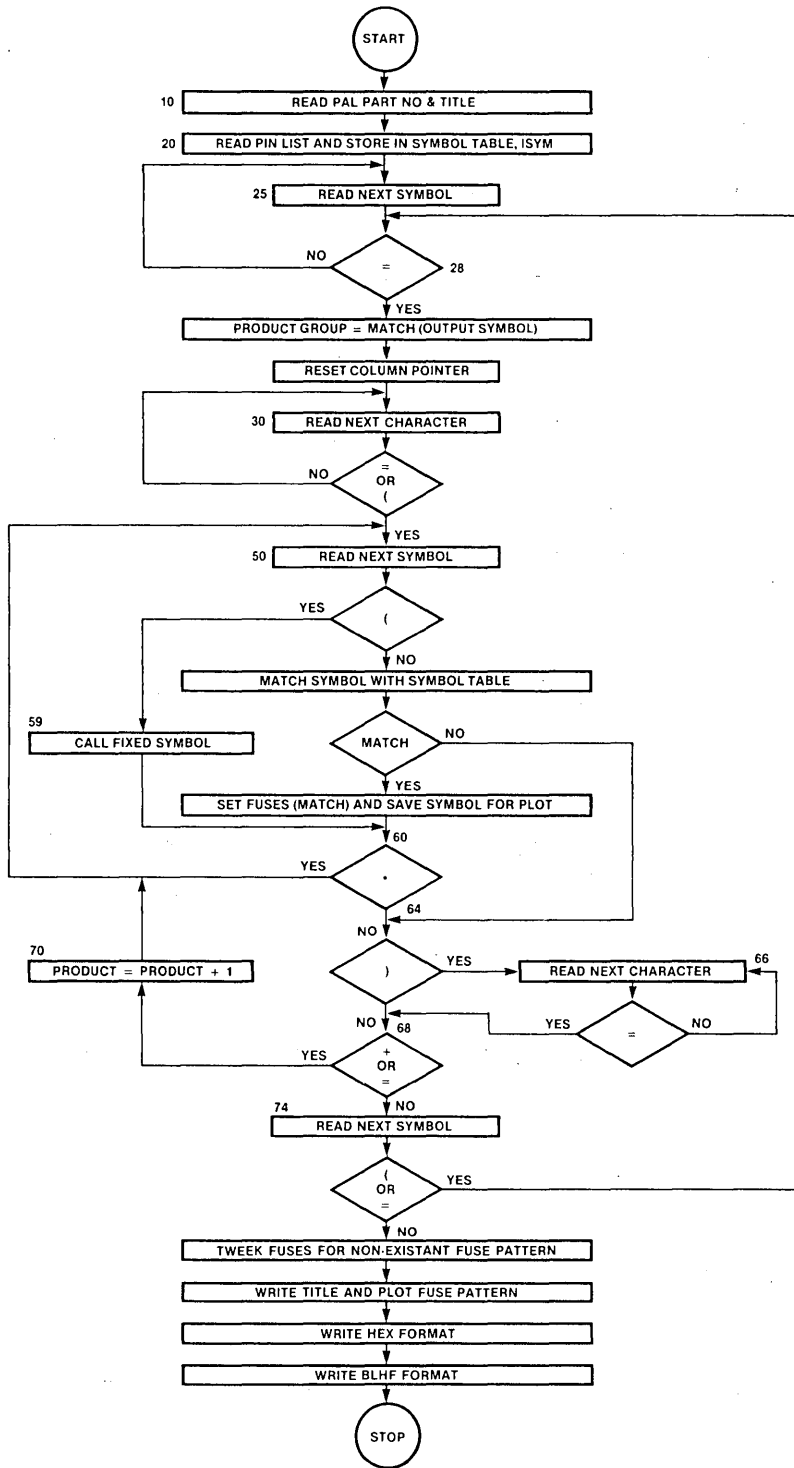 START
10 READ PAL PART NO & TITLE
20 READ PIN LIST AND STORE IN SYMBOL TABLE, ISYM
25 READ NEXT SYMBOL
NO = 28
YES
PRODUCT GROUP = MATCH (OUTPUT SYMBOL)
RESET COLUMN POINTER
30 READ NEXT CHARACTER
NO
=
OR
(
YES
50 READ NEXT SYMBOL
YES (
NO
MATCH SYMBOL WITH SYMBOL TABLE
59
CALL FIXED SYMBOL
MATCH NO
YES
SET FUSES (MATCH) AND SAVE SYMBOL FOR PLOT
60
YES •
64
NO
70
PRODUCT = PRODUCT + 1
) YES
READ NEXT CHARACTER 66
NO
YES = NO
68
YES
+
OR
=
NO
74
READ NEXT SYMBOL
(
OR
=
YES
NO
TWEEK FUSES FOR NON-EXISTANT FUSE PATTERN
WRITE TITLE AND PLOT FUSE PATTERN
WRITE HEX FORMAT
WRITE BLHF FORMAT
STOP